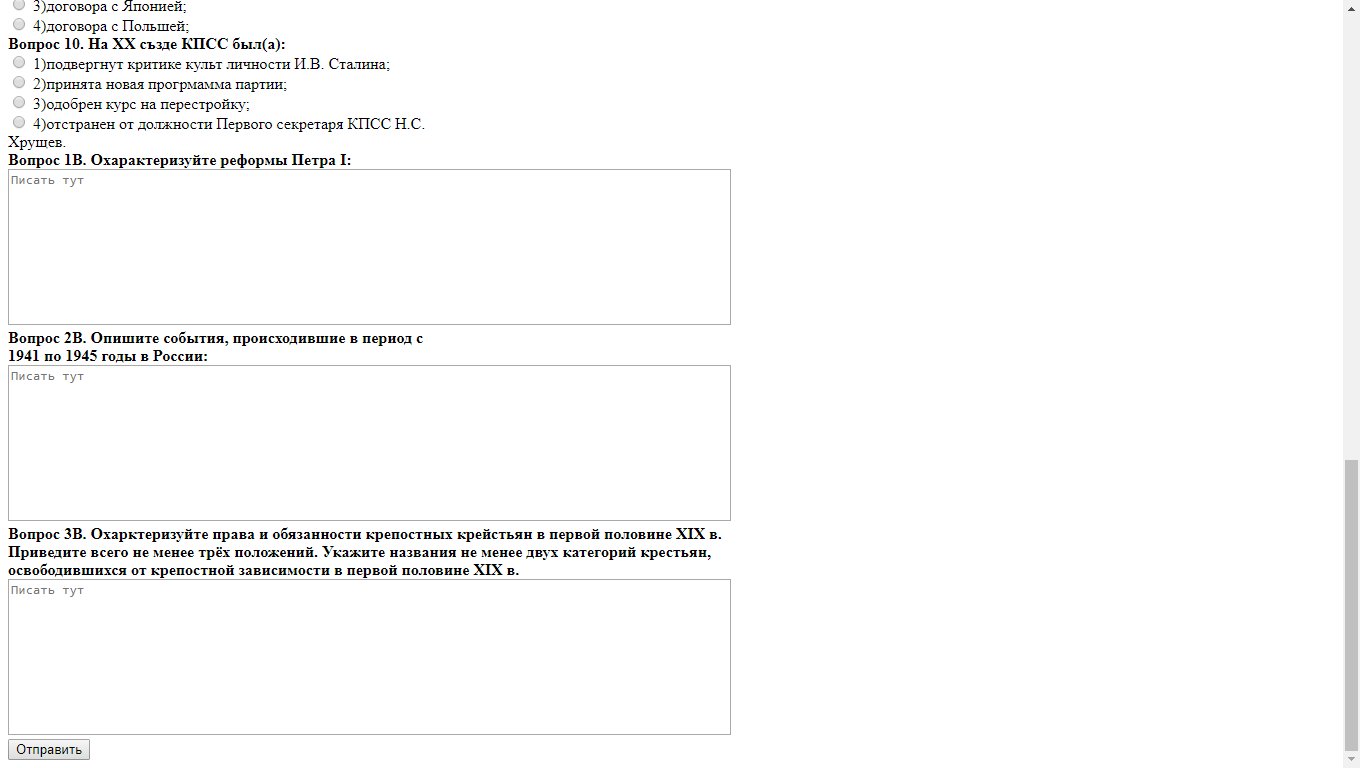 3)договора с Японией;
4)договора с Польшей;
Вопрос 10. На XX създе КПСС был(а):
1)подвергнут критике культ личности И.В. Сталина;
2)принята новая прогрмамма партии;
3)одобрен курс на перестройку;
4)отстранен от должности Первого секретаря КПСС Н.С.
Хрущев.
Вопрос 1В. Охарактеризуйте реформы Петра I:
Писать тут
Вопрос 2В. Опишите события, происходившие в период с
1941 по 1945 годы в России:
Писать тут
Вопрос 3В. Охарктеризуйте права и обязанности крепостных крейстьян в первой половине XIX в.
Приведите всего не менее трёх положений. Укажите названия не менее двух категорий крестьян,
освободившихся от крепостной зависимости в первой половине XIX в.
Писать тут
Отправить